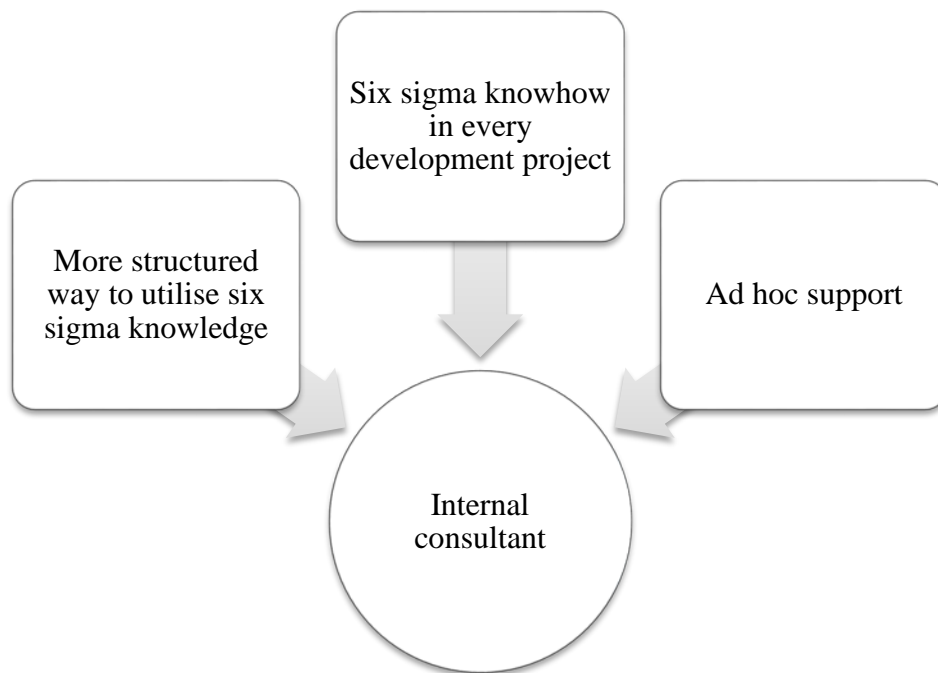 Six sigma knowhow
in every
development project
More structured
way to utilise six
sigma knowledge
Ad hoc support
Internal
consultant